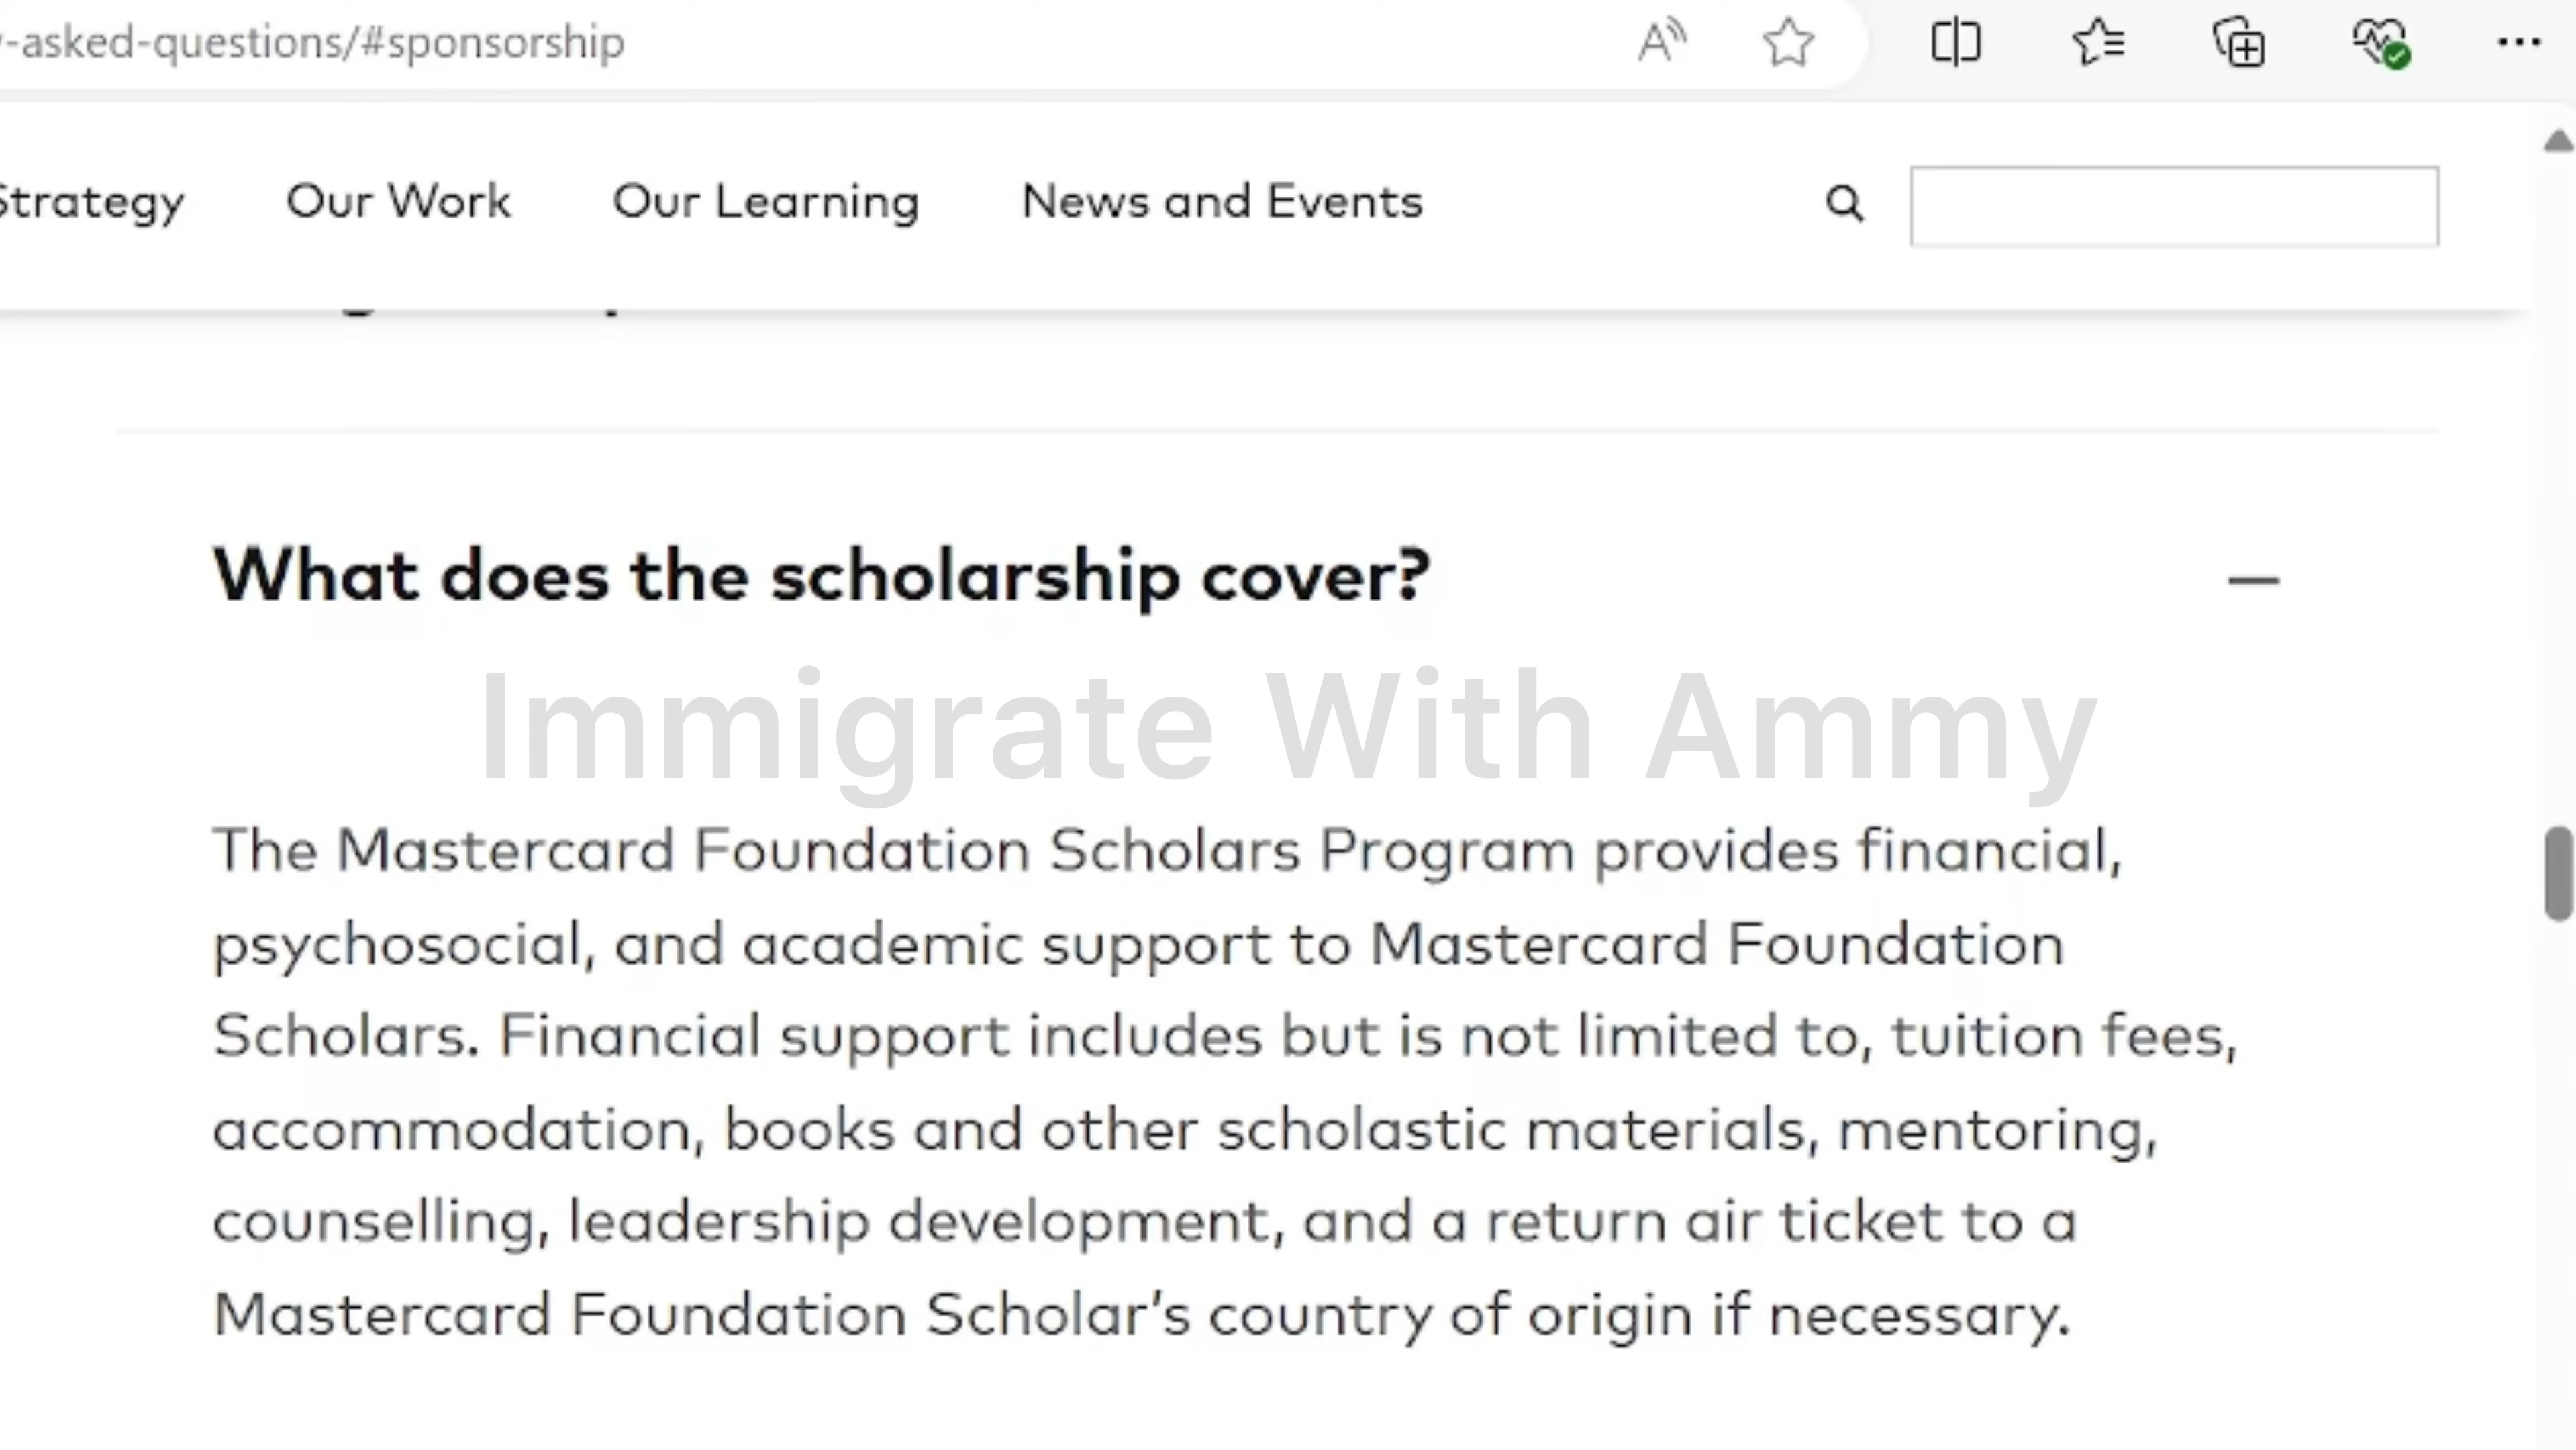 -asked-questions/#sponsorship
Strategy Our Work Our Learning News and Events
What does the scholarship cover?
Immigrate With Ammy
The Mastercard Foundation Scholars Program provides financial,
psychosocial, and academic support to Mastercard Foundation
Scholars. Financial support includes but is not limited to, tuition fees,
accommodation, books and other scholastic materials, mentoring,
counselling, leadership development, and a return air ticket to a
Mastercard Foundation Scholar’s country of origin if necessary.